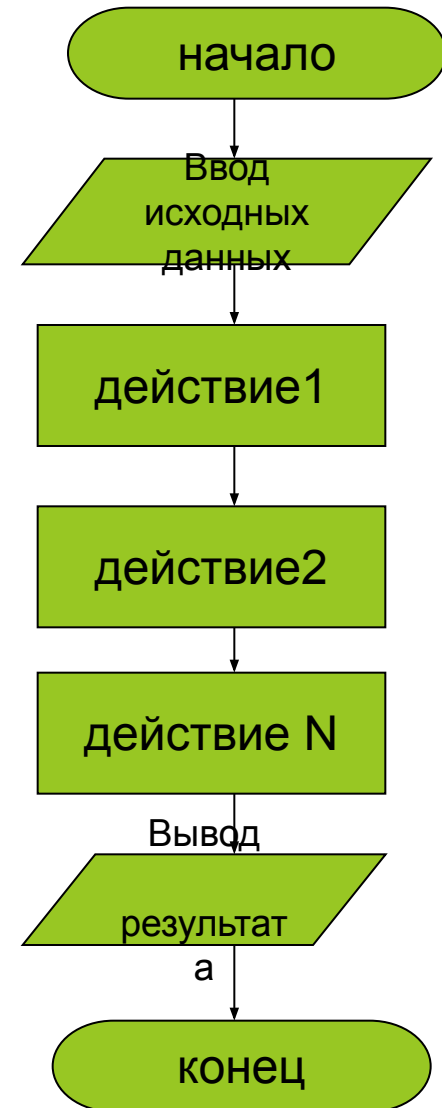 начало
Ввод
исходных
данных
действие1
действие2
действие N
Вывод
результат
а
конец